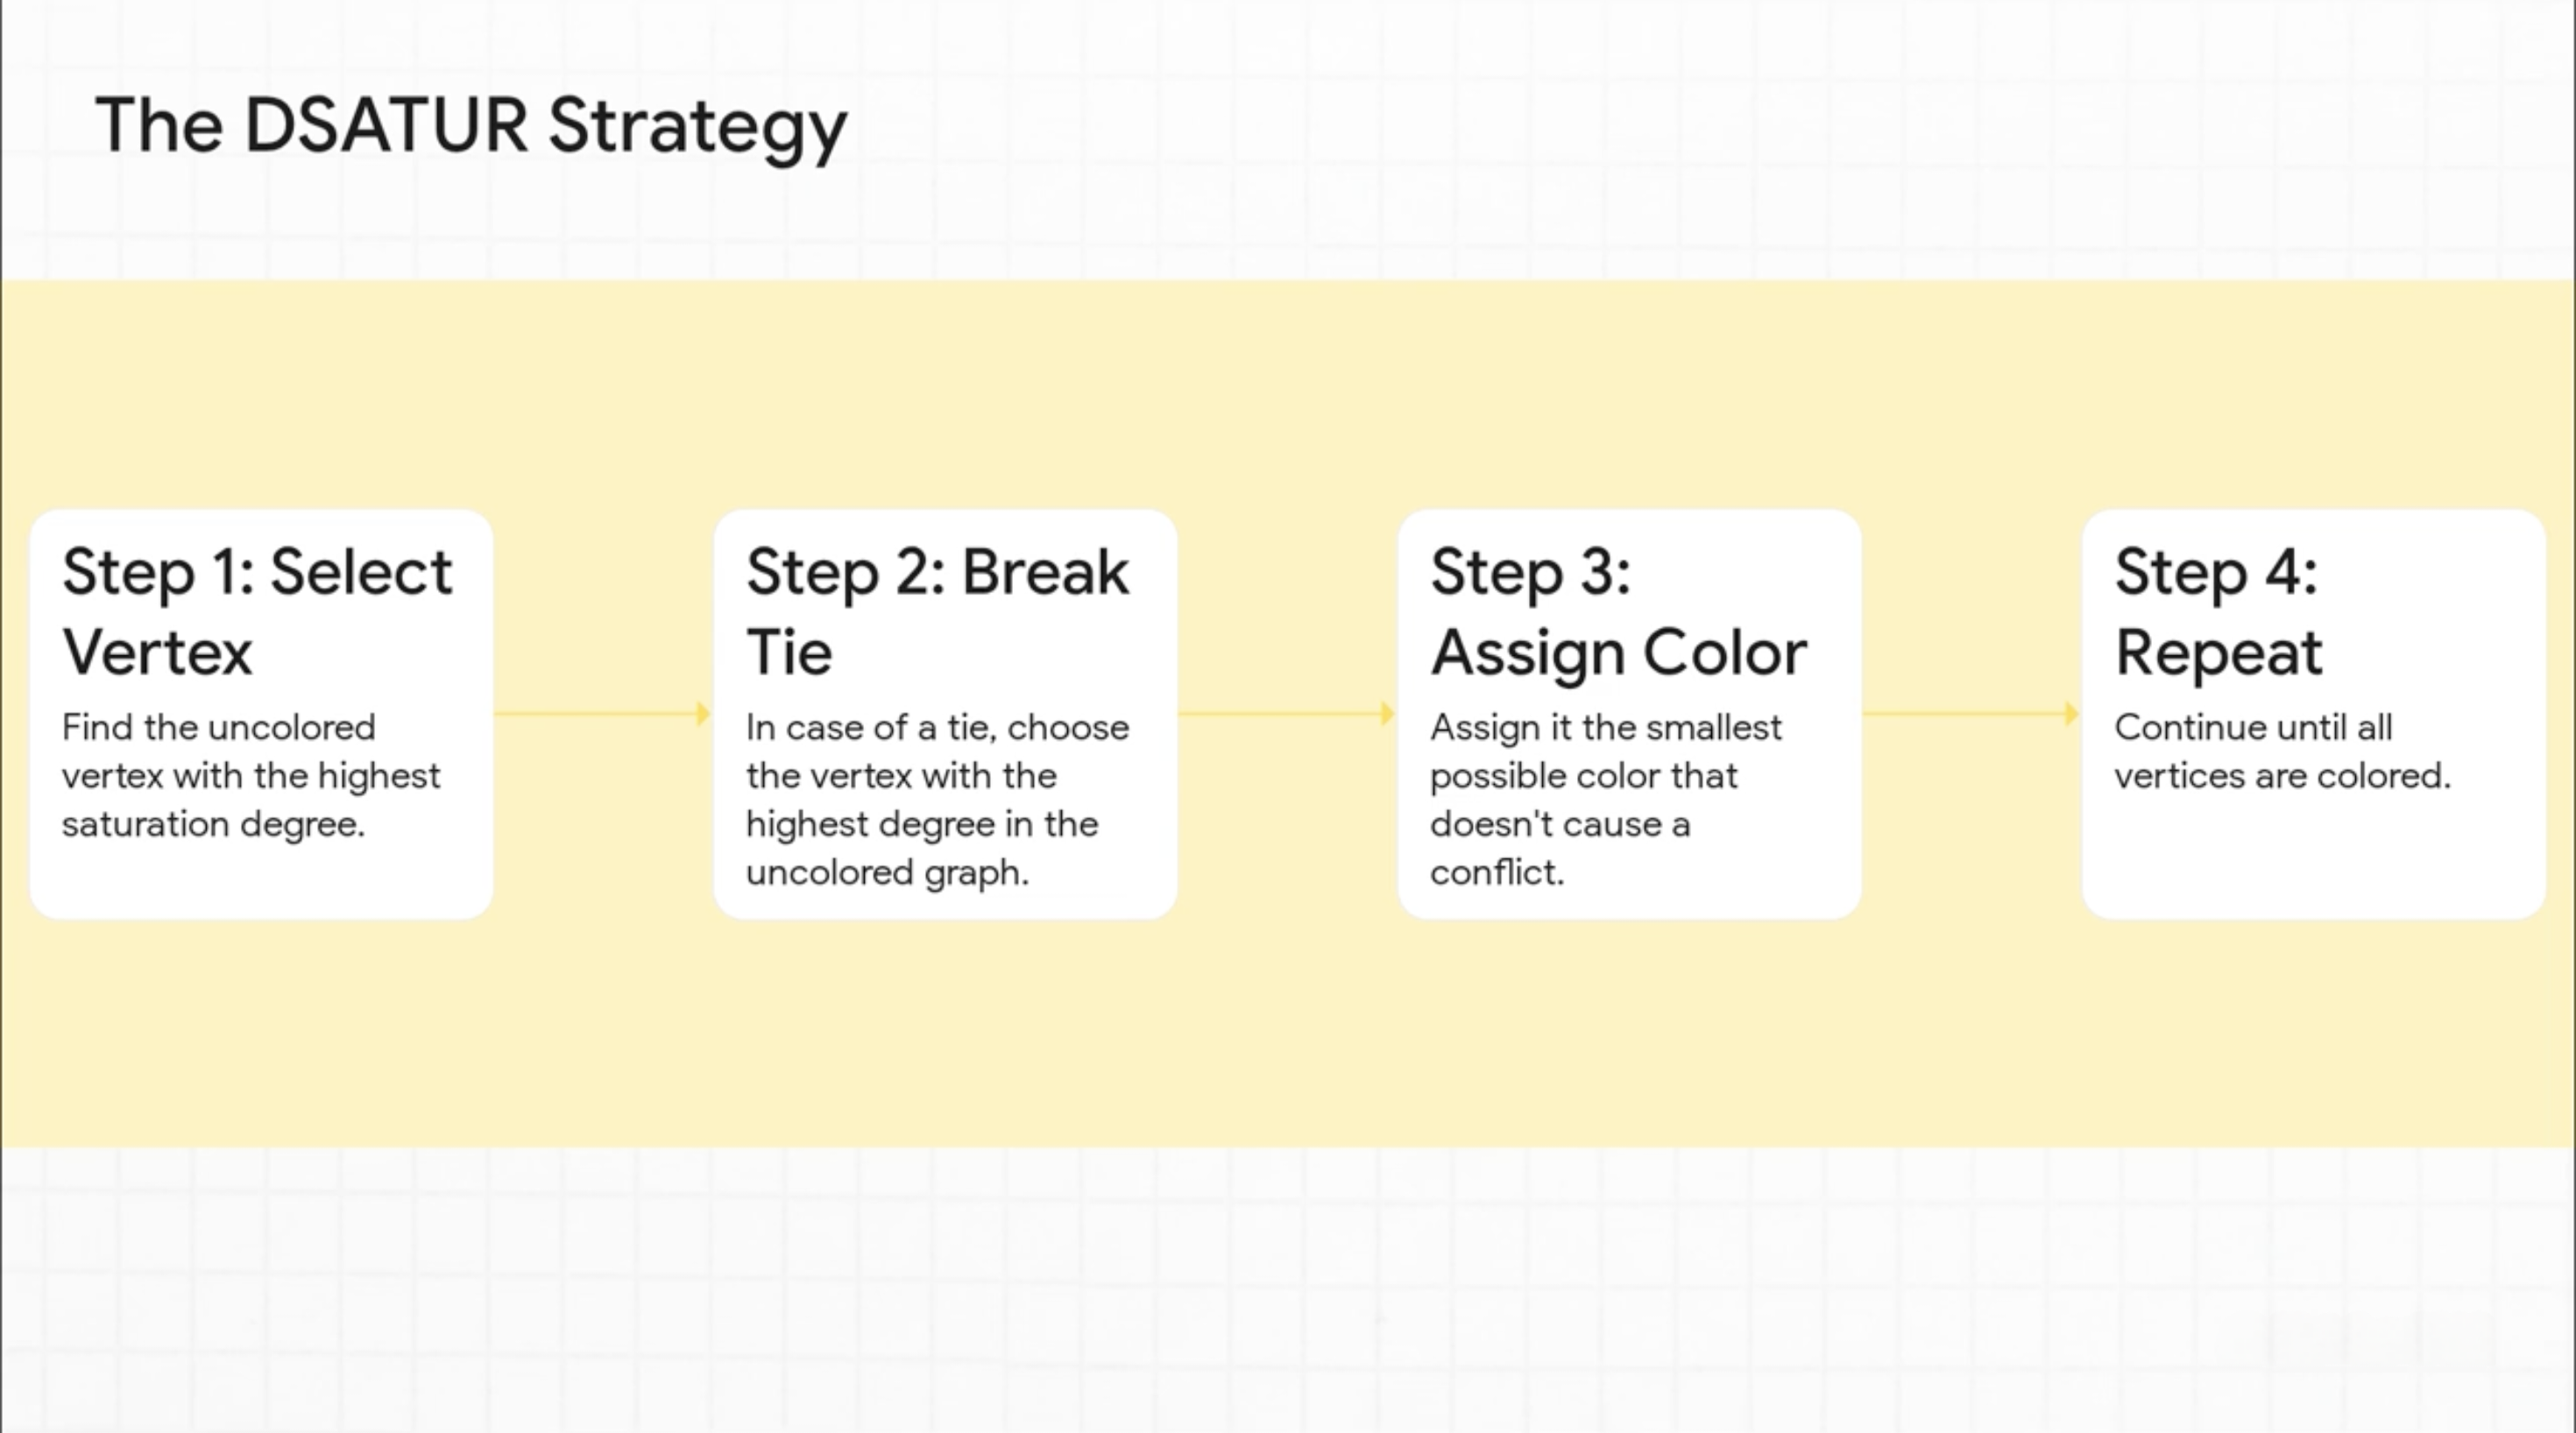 The DSATUR Strategy
Step 1: Select
Vertex
Find the uncolored
vertex with the highest
saturation degree.
Step 2: Break
Tie
In case of a tie, choose
the vertex with the
highest degree in the
uncolored graph.
Step 3:
Assign Color
Assign it the smallest
possible color that
doesn't cause a
conflict.
Step 4:
Repeat
Continue until all
vertices are colored.